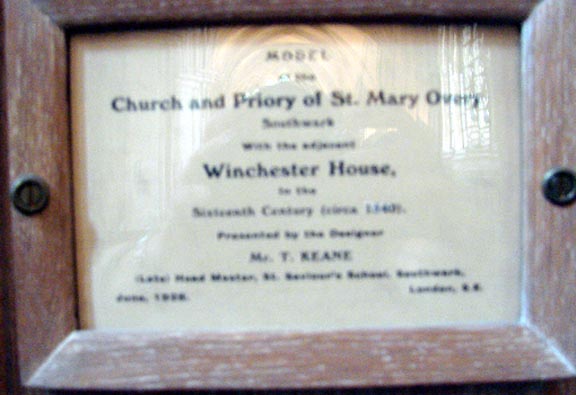 MODEL
of the
Church and Priory of St. Mary Overy
Southwark
With the adjacent
Winchester House,
In the
Sixteenth Century (circa 1540).
Presented by the Designer
Mr. T. KEANE
(Late) Head Master, St. Saviour's School, Southwark,
June, London, S.E.